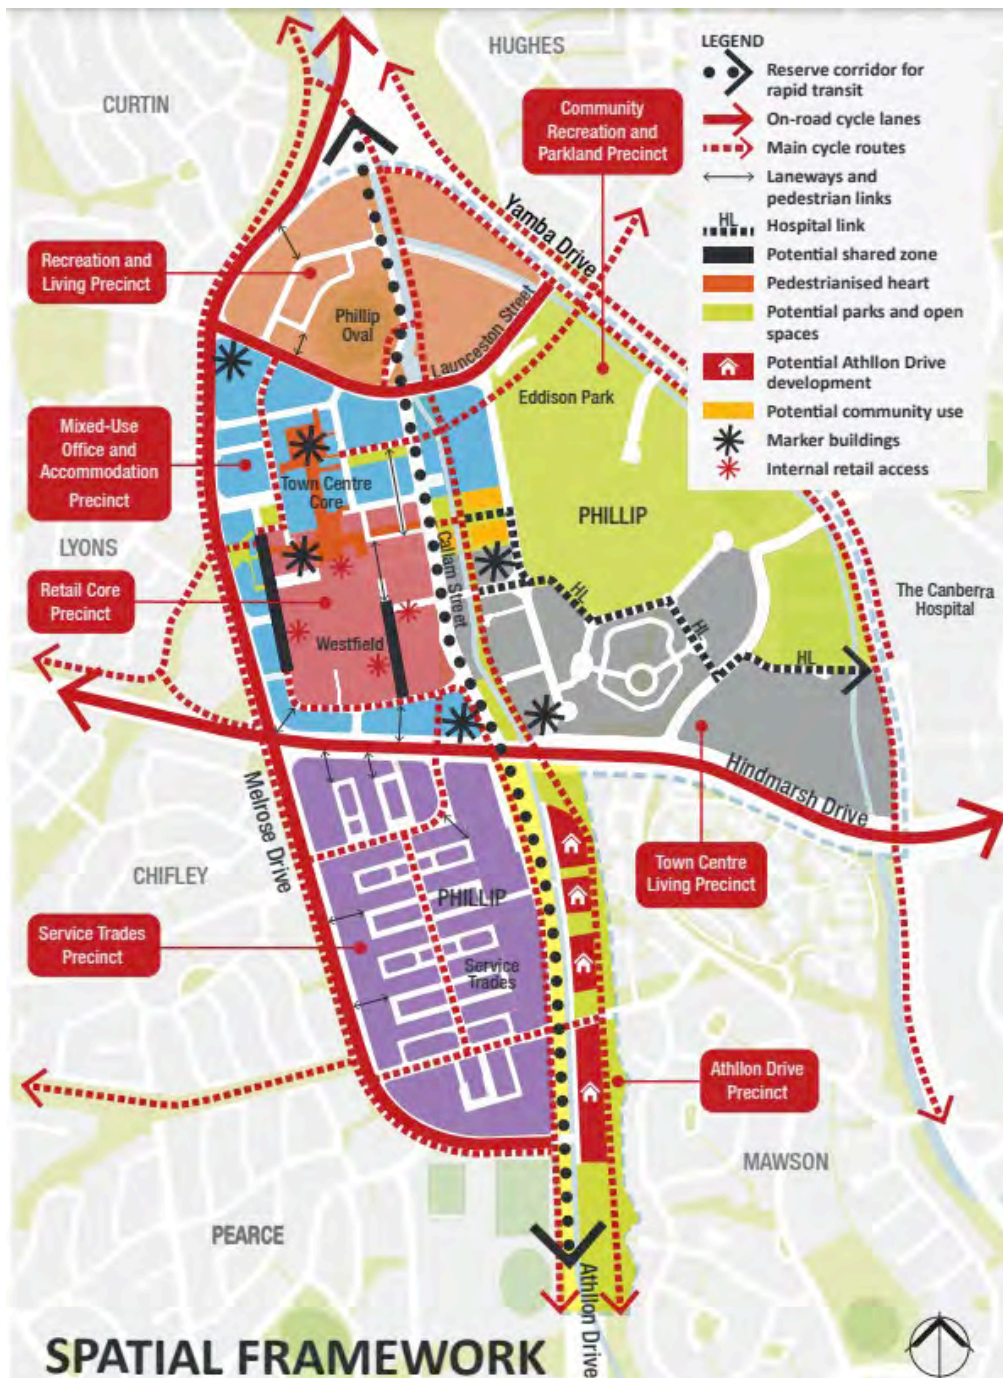 HUGHES
CURTIN
LEGEND
Reserve corridor for
rapid transit
On-road cycle lanes
Main cycle routes
Laneways and
pedestrian links
HL
Hospital link
Potential shared zone
Pedestrianised heart
Potential parks and open
spaces
Potential Athllon Drive
development
Potential community use
Marker buildings
Internal retail access
Community
Recreation and
Parkland Precinct
Yamba Drive
Recreation and
Living Precinct
Phillip
Oval
Launceston Street
Eddison Park
Mixed-Use
Office and
Accommodation
Precinct
Town Centre
Core
PHILLIP
LYONS
Callam Street
Retail Core
Precinct
The Canberra
Hospital
HL
HL
HL
Westfield
Hindmarsh Drive
Melrose Drive
CHIFLEY
Town Centre
Living Precinct
PHILLIP
Service Trades
Precinct
Service
Trades
Athllon Drive
Precinct
MAWSON
PEARCE
Athllon Drive
SPATIAL FRAMEWORK